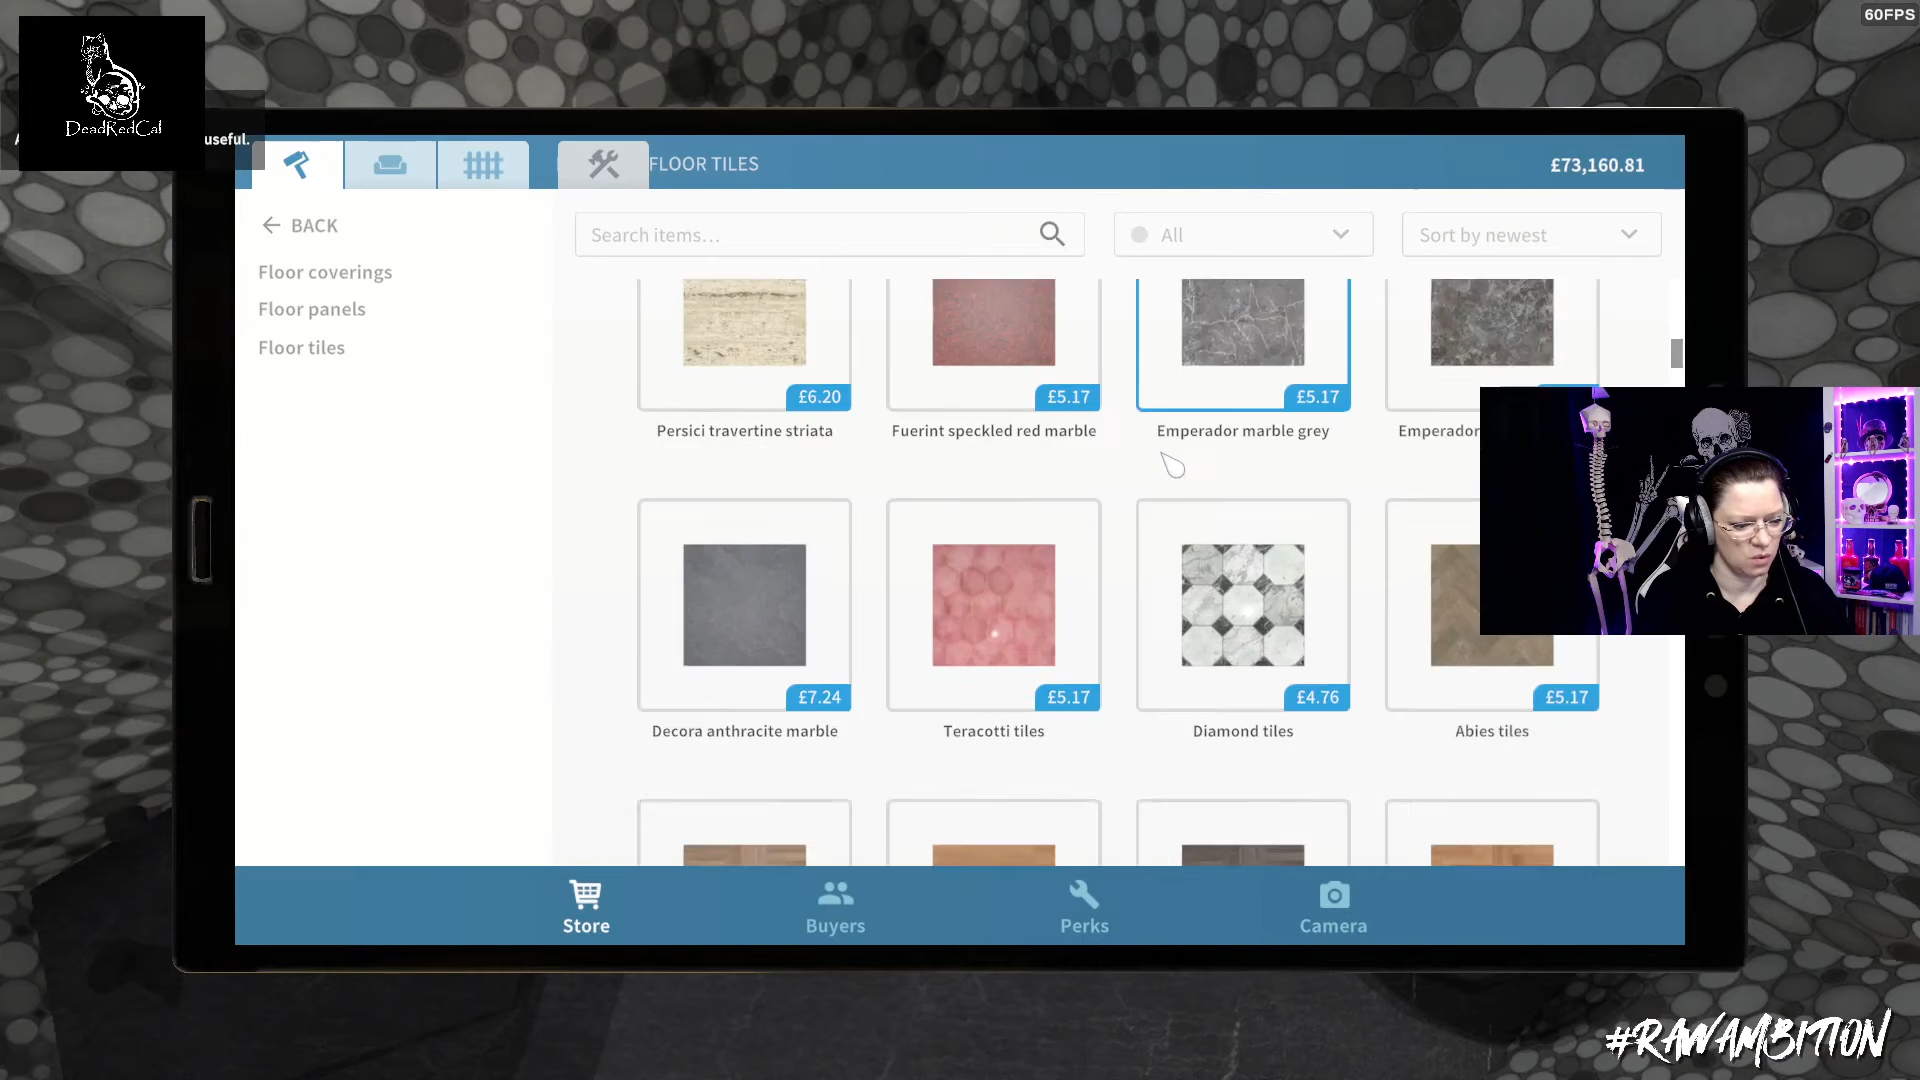 60FPS
DeadRedCal
useful.
FLOOR TILES
£73,160.81
BACK
Search items...
All
Sort by newest
Floor coverings
Floor panels
Floor tiles
£6.20
£5.17
£5.17
Persici travertine striata
Fuerint speckled red marble
Emperador marble grey
Emperador
£7.24
£5.17
£4.76
£5.17
Decora anthracite marble
Teracotti tiles
Diamond tiles
Abies tiles
Store
Buyers
Perks
Camera
#RAWAMBITION